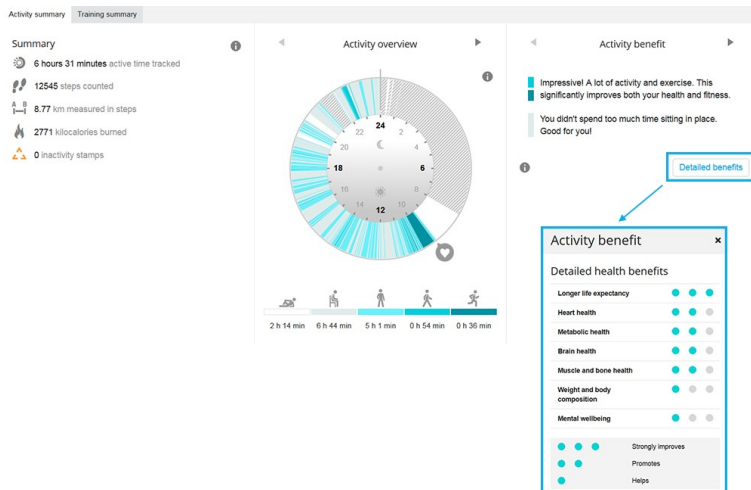 Activity summary
Training summary
Summary
6 hours 31 minutes active time tracked
12545 steps counted
A B
8.77 km measured in steps
2771 kilocalories burned
0 inactivity stamps
Activity overview
24
22
2
20
4
18
6
16
8
14
10
12
2 h 14 min
6 h 44 min
5 h 1 min
0 h 54 min
0 h 36 min
Activity benefit
Impressive! A lot of activity and exercise. This
significantly improves both your health and fitness.
You didn't spend too much time sitting in place.
Good for you!
Detailed benefits
Activity benefit
×
Detailed health benefits
Longer life expectancy
Heart health
Metabolic health
Brain health
Muscle and bone health
Weight and body
composition
Mental wellbeing
Strongly improves
Promotes
Helps